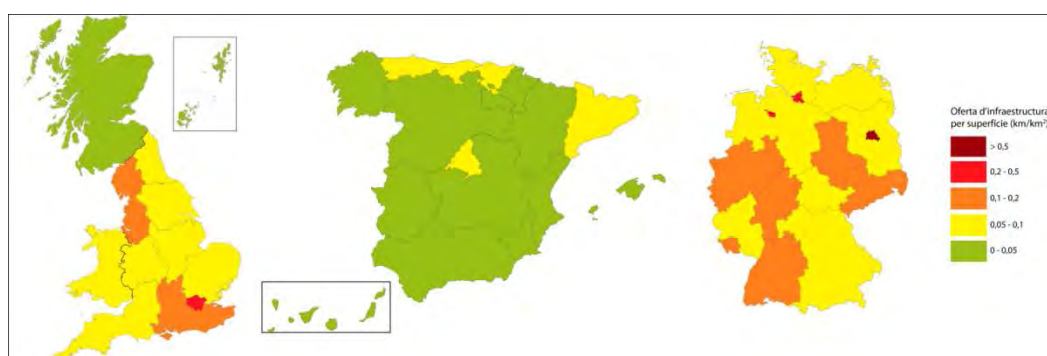 Oferta d'infraestructura
per superfície (km/km²)
> 0,5
0,2 - 0,5
0,1 - 0,2
0,05 - 0,1
0 - 0,05